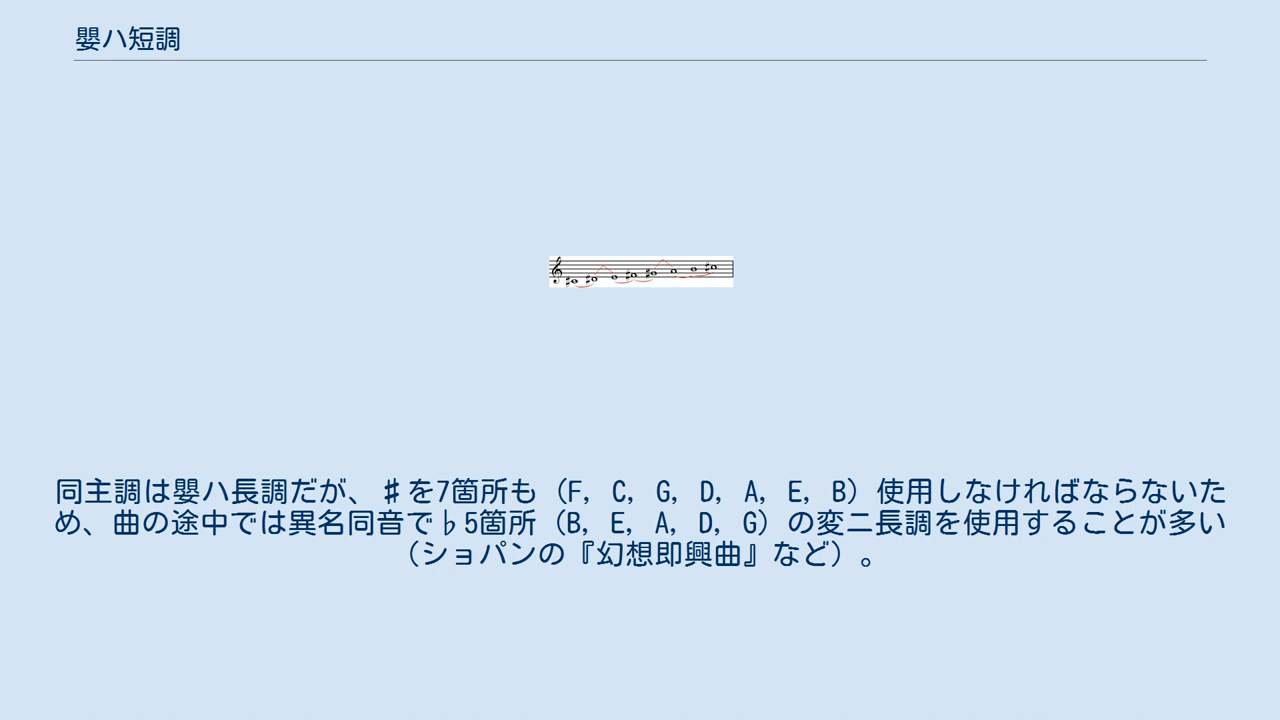 嬰ハ短調
同主調は嬰ハ長調だが、♯を7箇所も（F, C, G, D, A, E, B）使用しなければならないた
め、曲の途中では異名同音で♭5箇所（B, E, A, D, G）の変ニ長調を使用することが多い
（ショパンの『幻想即興曲』など）。